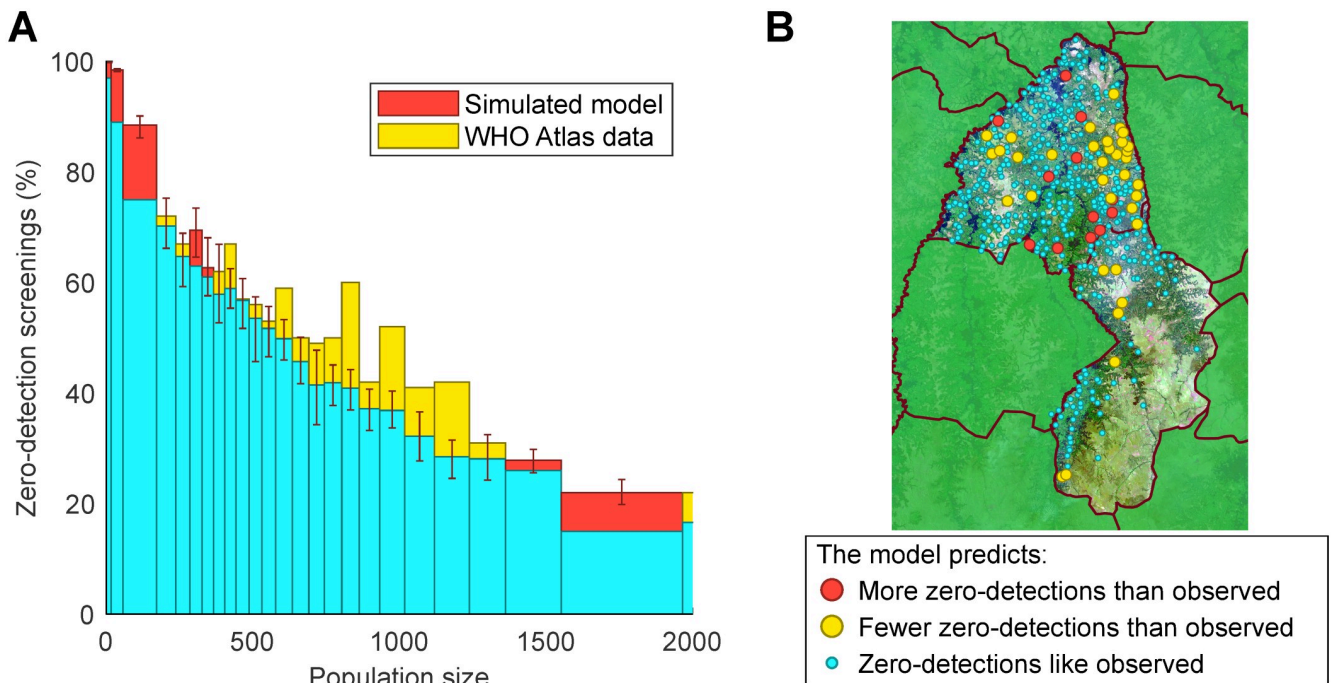 A
B
100
80
60
40
20
0
Zero-detection screenings (%)
Simulated model
WHO Atlas data
0 500 1000 1500 2000
Population size
The model predicts:
More zero-detections than observed
Fewer zero-detections than observed
Zero-detections like observed